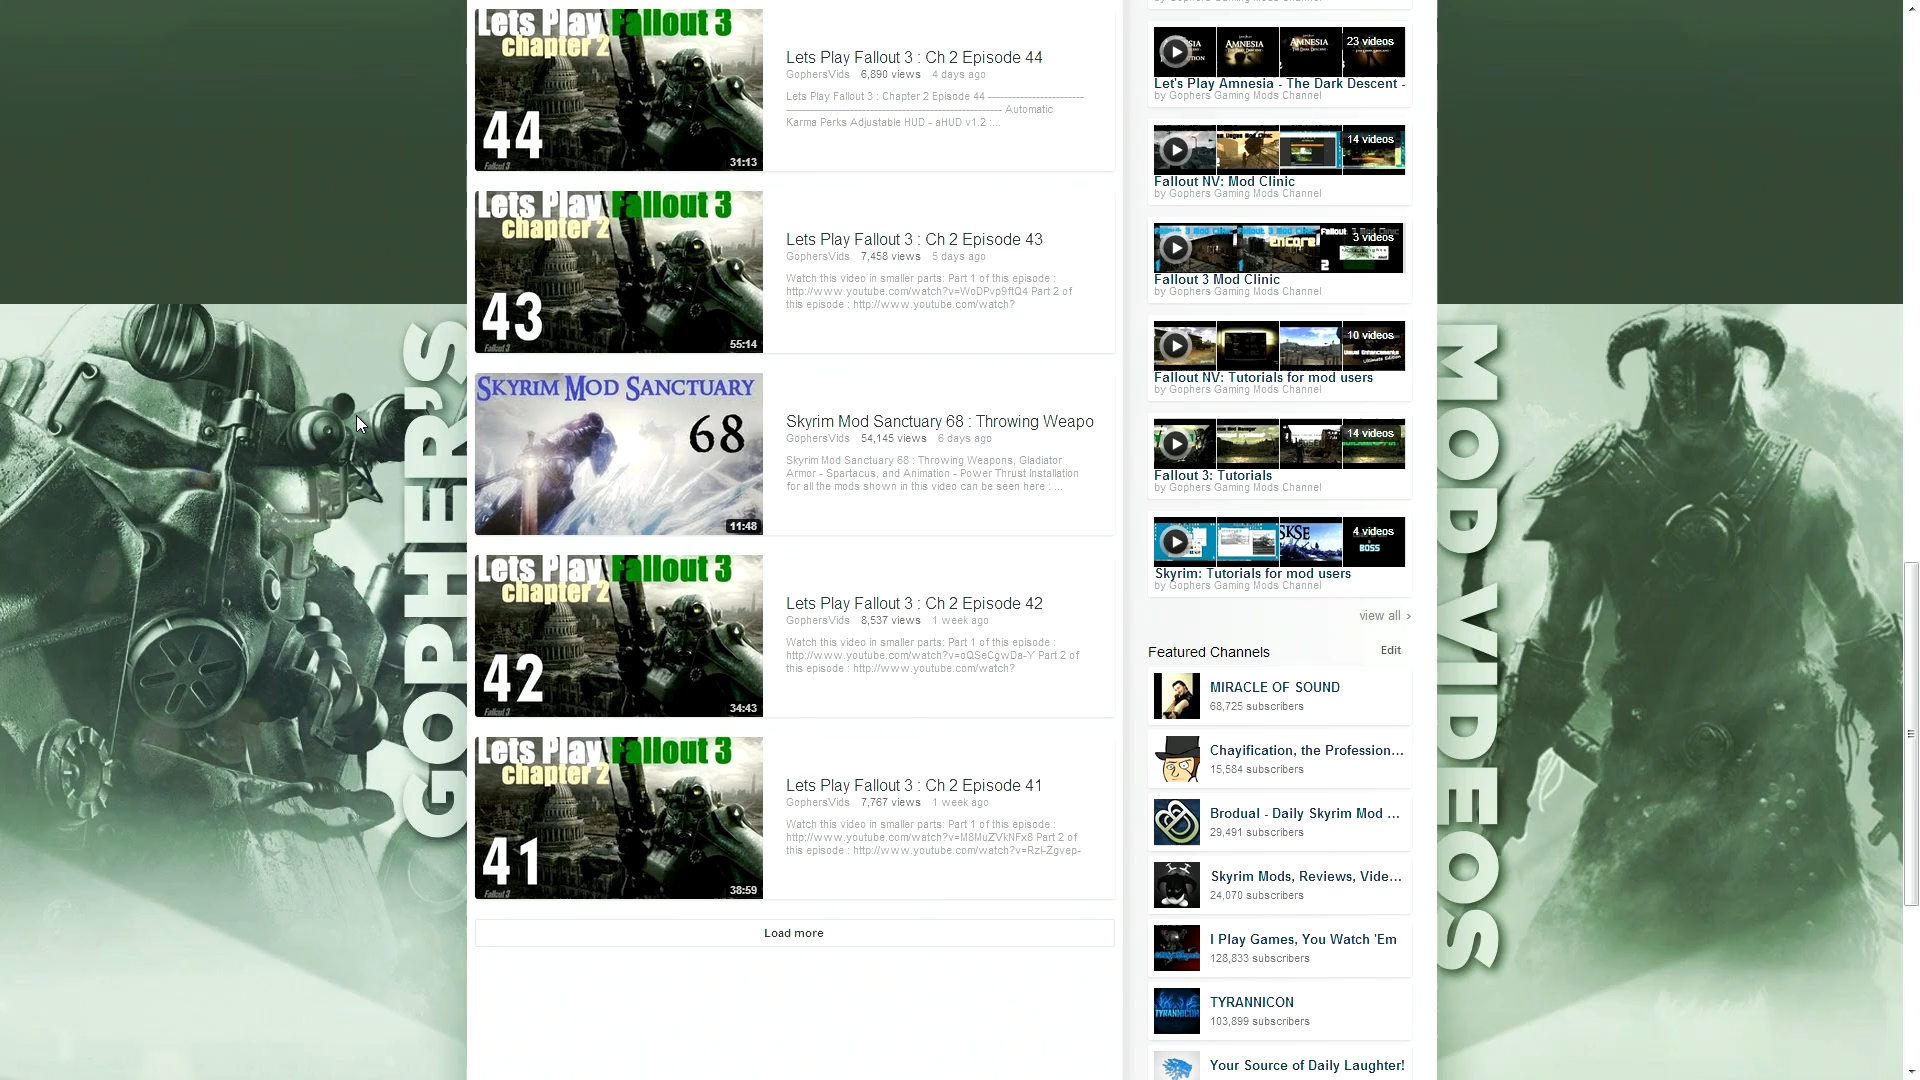 Lets Play Fallout 3
chapter 2
44
Fallout 3
31:13
Lets Play Fallout 3 : Ch 2 Episode 44
GophersVids 6,890 views 4 days ago
Lets Play Fallout 3 : Chapter 2 Episode 44 ------------------------
------------------------------------------------------ Automatic
Karma Perks Adjustable HUD - aHUD v1.2 :...
Lets Play Fallout 3
chapter 2
43
Fallout 3
55:14
Lets Play Fallout 3 : Ch 2 Episode 43
GophersVids 7,458 views 5 days ago
Watch this video in smaller parts: Part 1 of this episode :
http://www.youtube.com/watch?v=WoDPvp9ftQ4 Part 2 of
this episode : http://www.youtube.com/watch?
SKYRIM MOD SANCTUARY
68
11:48
Skyrim Mod Sanctuary 68 : Throwing Weapo
GophersVids 54,145 views 6 days ago
Skyrim Mod Sanctuary 68 : Throwing Weapons, Gladiator
Armor - Spartacus, and Animation - Power Thrust Installation
for all the mods shown in this video can be seen here : ...
Lets Play Fallout 3
chapter 2
42
Fallout 3
34:43
Lets Play Fallout 3 : Ch 2 Episode 42
GophersVids 8,537 views 1 week ago
Watch this video in smaller parts: Part 1 of this episode :
http://www.youtube.com/watch?v=oQSeCgwDa-Y Part 2 of
this episode : http://www.youtube.com/watch?
Lets Play Fallout 3
chapter 2
41
Fallout 3
38:59
Lets Play Fallout 3 : Ch 2 Episode 41
GophersVids 7,767 views 1 week ago
Watch this video in smaller parts: Part 1 of this episode :
http://www.youtube.com/watch?v=M8MuZVkNFx8 Part 2 of
this episode : http://www.youtube.com/watch?v=RzI-Zgvep-
Load more
by Gophers Gaming Mods Channel
AMNESIA
AMNESIA
23 videos
Let's Play Amnesia - The Dark Descent -
by Gophers Gaming Mods Channel
14 videos
Fallout NV: Mod Clinic
by Gophers Gaming Mods Channel
encore!
2
3 videos
Fallout 3 Mod Clinic
by Gophers Gaming Mods Channel
10 videos
Fallout NV: Tutorials for mod users
by Gophers Gaming Mods Channel
14 videos
Fallout 3: Tutorials
by Gophers Gaming Mods Channel
SKSE
BOSS
4 videos
Skyrim: Tutorials for mod users
by Gophers Gaming Mods Channel
view all ›
Featured Channels Edit
MIRACLE OF SOUND
68,725 subscribers
Chayification, the Profession...
15,584 subscribers
Brodual - Daily Skyrim Mod ...
29,491 subscribers
Skyrim Mods, Reviews, Vide...
24,070 subscribers
I Play Games, You Watch 'Em
128,833 subscribers
TYRANNICON
TYRANNICON
103,899 subscribers
Your Source of Daily Laughter!
GOPHER'S
MOD VIDEOS